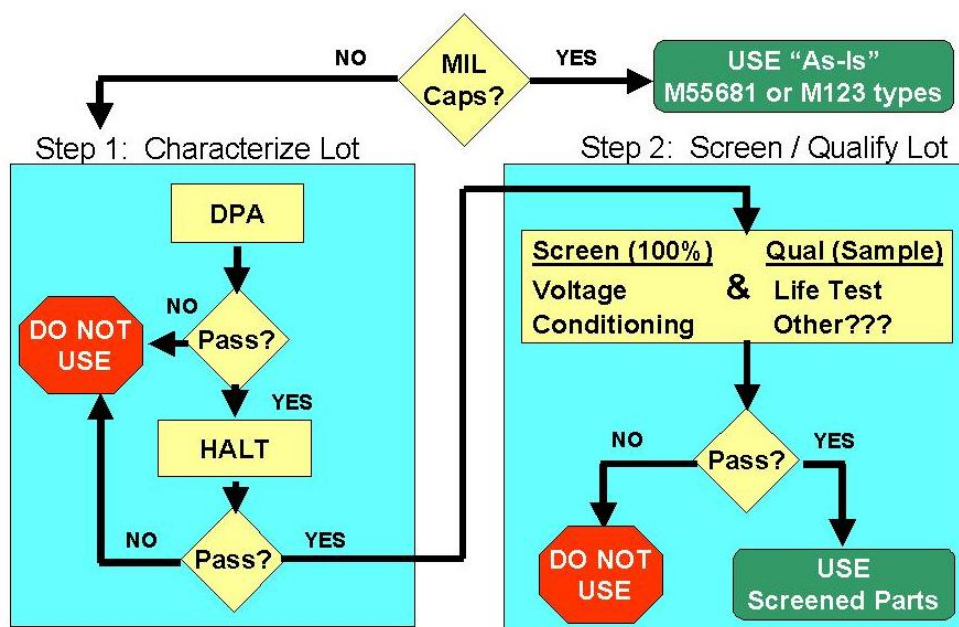 NO
MIL
Caps?
YES
USE “As-Is”
M55681 or M123 types
Step 1: Characterize Lot
DPA
NO
Pass?
DO NOT
USE
YES
HALT
NO
Pass?
YES
Step 2: Screen / Qualify Lot
Screen (100%)
Voltage
Conditioning
&
Qual (Sample)
Life Test
Other???
NO
Pass?
YES
DO NOT
USE
USE
Screened Parts